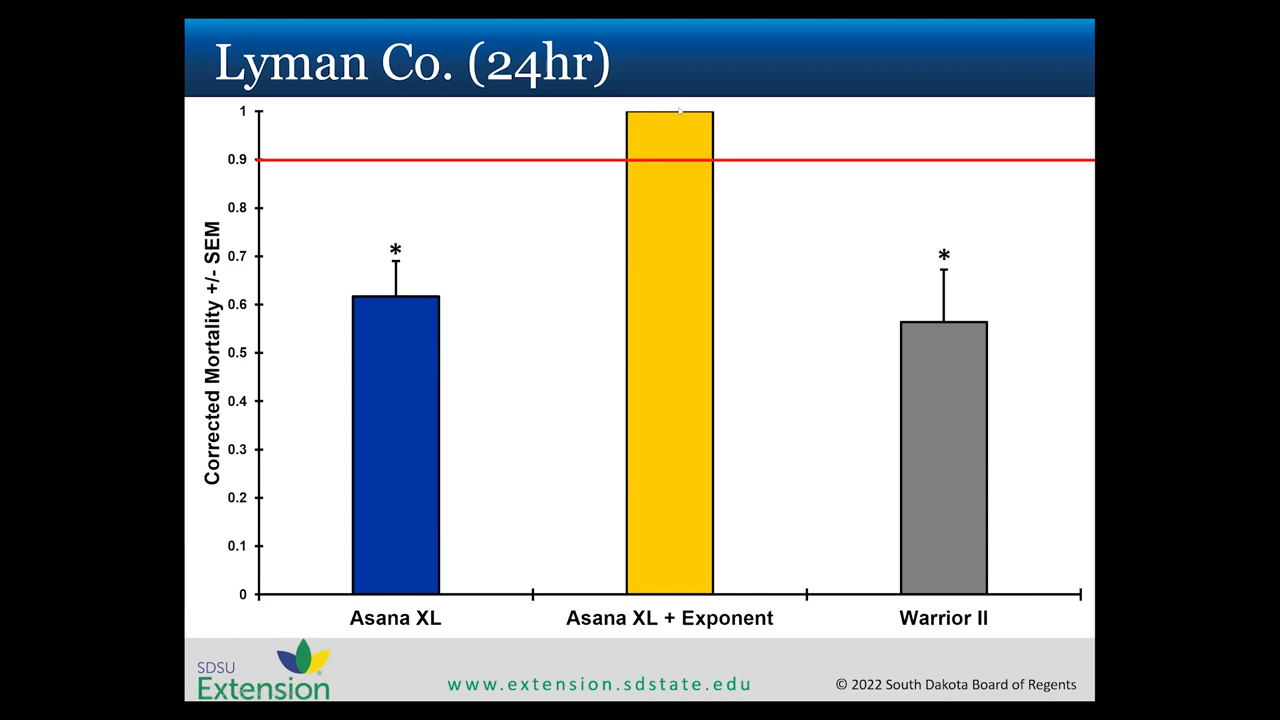 Lyman Co. (24hr)
1
0.9
0.8
0.7
0.6
0.5
0.4
0.3
0.2
0.1
0
Corrected Mortality +/- SEM
*
*
Asana XL
Asana XL + Exponent
Warrior II
SDSU
Extension
www.extension.sdstate.edu
© 2022 South Dakota Board of Regents